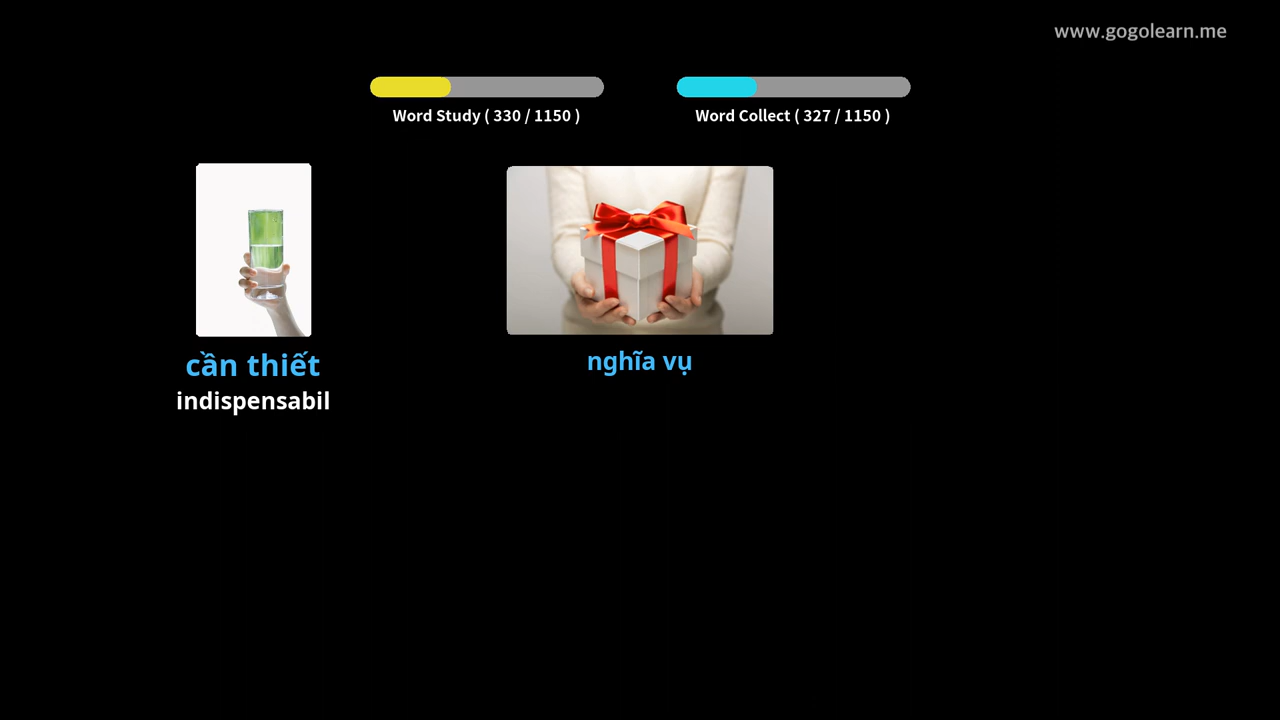 www.gogolearn.me
Word Study ( 330 / 1150 )
Word Collect ( 327 / 1150 )
cần thiết
indispensabil
nghĩa vụ